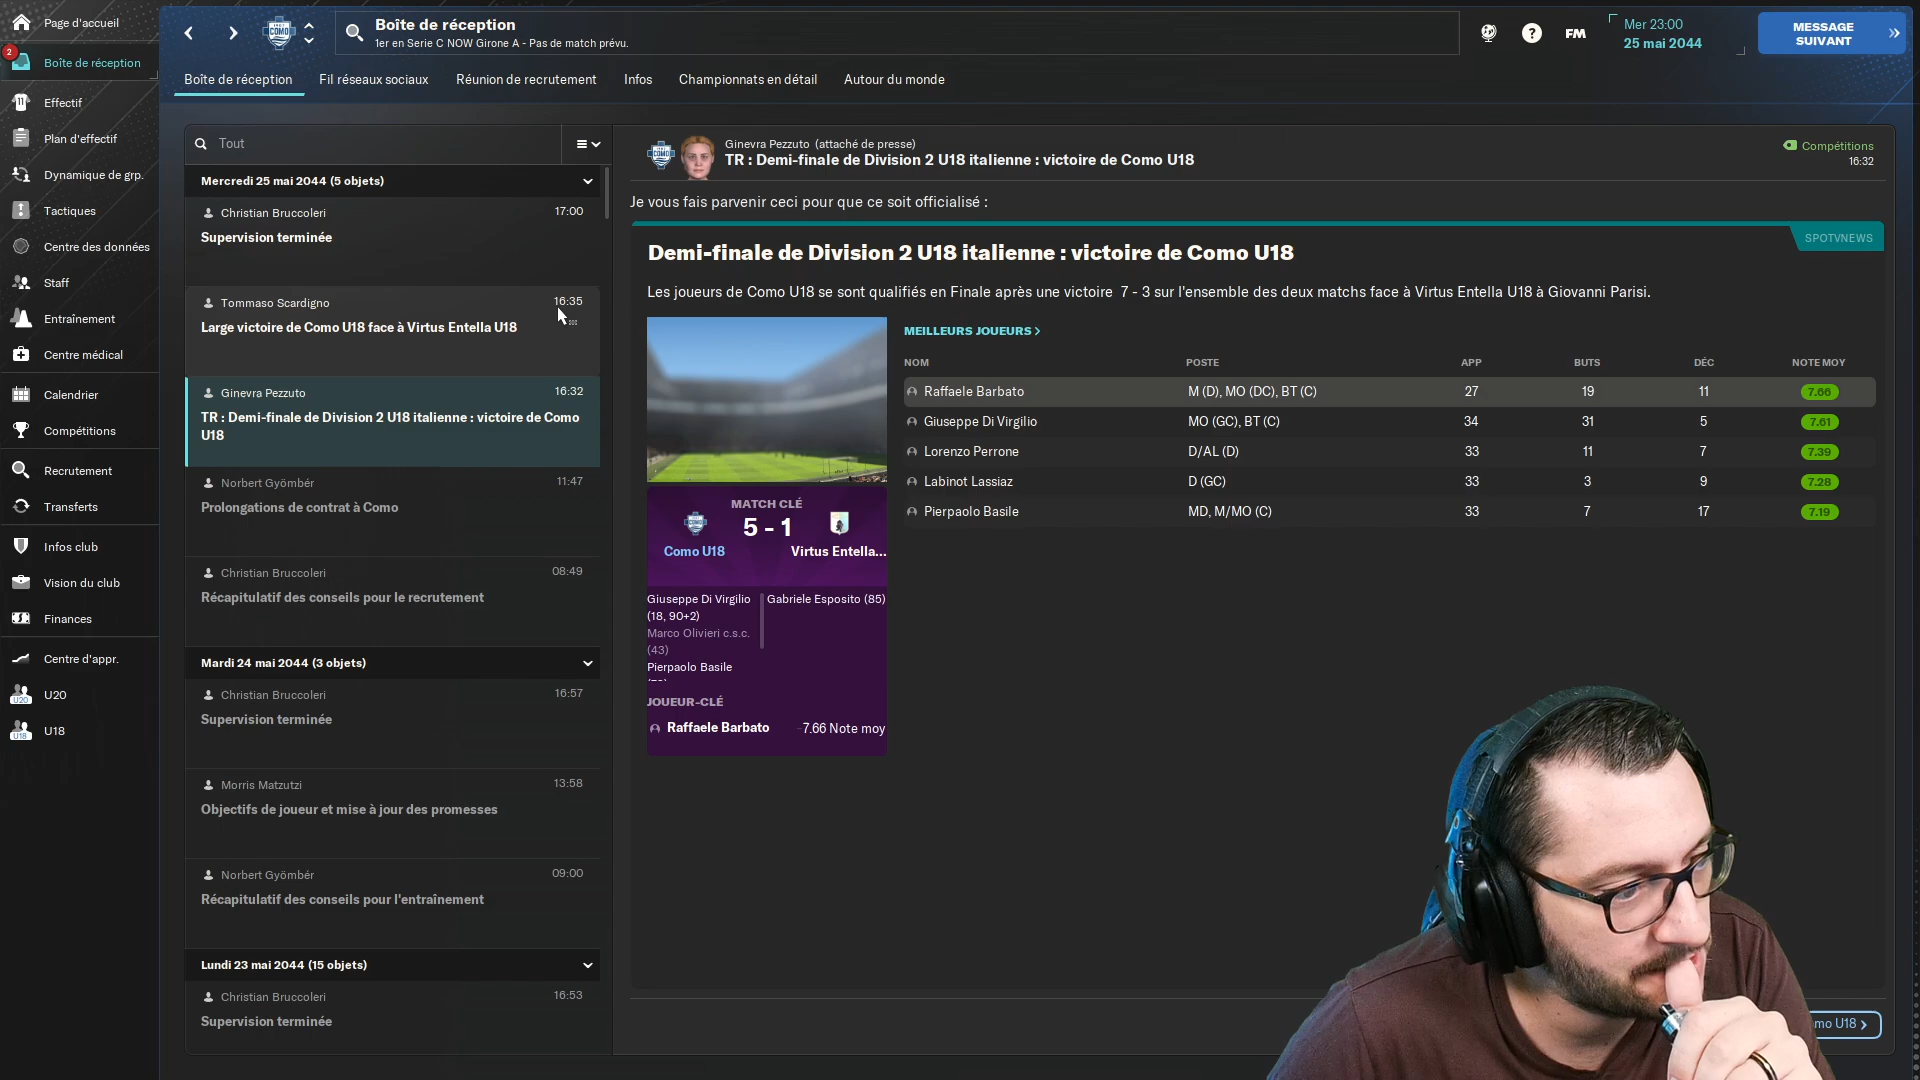 Page d'accueil
2
Boîte de réception
Effectif
Plan d'effectif
Dynamique de grp.
Tactiques
Centre des données
Staff
Entraînement
Centre médical
Calendrier
Compétitions
Recrutement
Transferts
Infos club
Vision du club
Finances
Centre d'appr.
U20
U20
U18
U18
COMO
Boîte de réception
1er en Serie C NOW Girone A - Pas de match prévu.
FM
Mer 23:00
25 mai 2044
MESSAGE
SUIVANT
Boîte de réception
Fil réseaux sociaux
Réunion de recrutement
Infos
Championnats en détail
Autour du monde
Tout
Mercredi 25 mai 2044 (5 objets)
Christian Bruccoleri 17:00
Supervision terminée
Tommaso Scardigno 16:35
Large victoire de Como U18 face à Virtus Entella U18
Ginevra Pezzuto 16:32
TR : Demi-finale de Division 2 U18 italienne : victoire de Como
U18
Norbert Gyömbér 11:47
Prolongations de contrat à Como
Christian Bruccoleri 08:49
Récapitulatif des conseils pour le recrutement
Mardi 24 mai 2044 (3 objets)
Christian Bruccoleri 16:57
Supervision terminée
Morris Matzutzi 13:58
Objectifs de joueur et mise à jour des promesses
Norbert Gyömbér 09:00
Récapitulatif des conseils pour l'entraînement
Lundi 23 mai 2044 (15 objets)
Christian Bruccoleri 16:53
Supervision terminée
COMO
Ginevra Pezzuto (attaché de presse)
TR : Demi-finale de Division 2 U18 italienne : victoire de Como U18
Compétitions
16:32
Je vous fais parvenir ceci pour que ce soit officialisé :
SPOTVNEWS
Demi-finale de Division 2 U18 italienne : victoire de Como U18
Les joueurs de Como U18 se sont qualifiés en Finale après une victoire 7 - 3 sur l'ensemble des deux matchs face à Virtus Entella U18 à Giovanni Parisi.
MEILLEURS JOUEURS >
NOM POSTE APP BUTS DÉC NOTE MOY
Raffaele Barbato M (D), MO (DC), BT (C) 27 19 11 7.66
Giuseppe Di Virgilio MO (GC), BT (C) 34 31 5 7.61
Lorenzo Perrone D/AL (D) 33 11 7 7.39
Labinot Lassiaz D (GC) 33 3 9 7.28
Pierpaolo Basile MD, M/MO (C) 33 7 17 7.19
MATCH CLÉ
5 - 1
Como U18 Virtus Entella...
Giuseppe Di Virgilio
(18, 90+2)
Marco Olivieri c.s.c.
(43)
Pierpaolo Basile
Gabriele Esposito (85)
JOUEUR-CLÉ
Raffaele Barbato 7.66 Note moy
mo U18 >